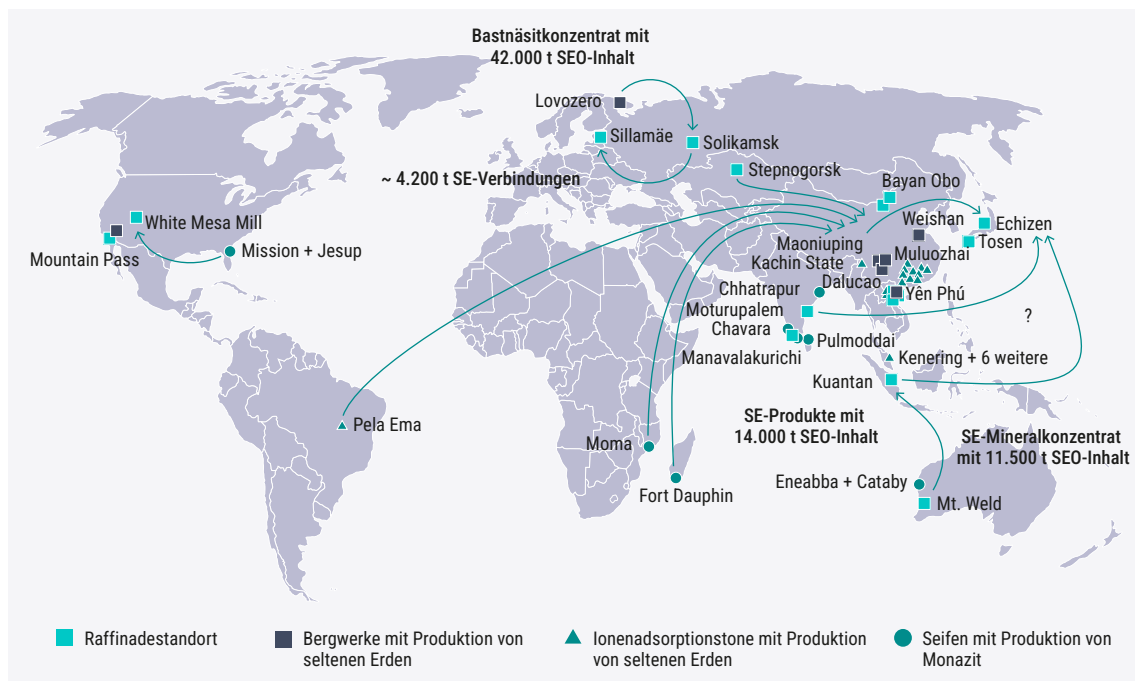 Bastnäsitkonzentrat mit
42.000 t SEO-Inhalt
Lovozero
Sillamäe
Solikamsk
Stepnogorsk
~ 4.200 t SE-Verbindungen
Bayan Obo
White Mesa Mill
Weishan
Echizen
Mountain Pass
Mission + Jesup
Tosen
Maoniuping
Muluozhai
Kachin State
Dalucao
Chhatrapur
Yên Phú
Moturupalem
Chavara
?
Pulmoddai
Manavalakurichi
Kenering + 6 weitere
Kuantan
SE-Produkte mit
14.000 t SEO-Inhalt
Pela Ema
SE-Mineralkonzentrat
mit 11.500 t SEO-Inhalt
Moma
Fort Dauphin
Eneabba + Cataby
Mt. Weld
Raffinadestandort
Bergwerke mit Produktion von
seltenen Erden
Ionenadsorptionstone mit Produktion
von seltenen Erden
Seifen mit Produktion von
Monazit